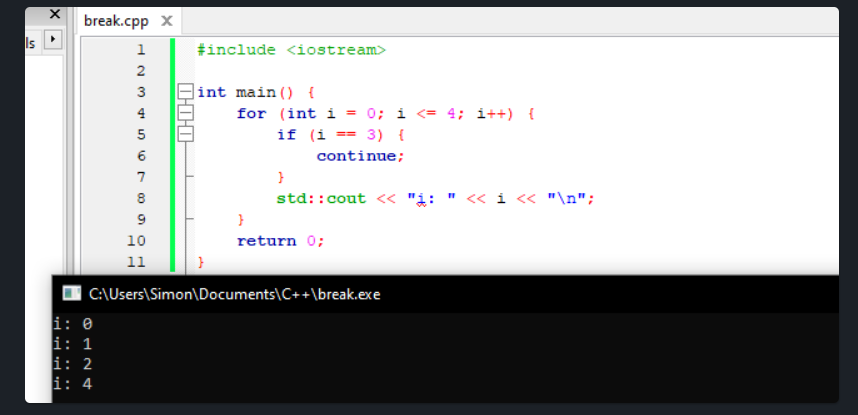 break.cpp
ls
1 #include <iostream>
2
3 int main() {
4 for (int i = 0; i <= 4; i++) {
5 if (i == 3) {
6 continue;
7 }
8 std::cout << "i: " << i << "\n";
9 }
10 return 0;
11 }
C:\Users\Simon\Documents\C++\break.exe
i: 0
i: 1
i: 2
i: 4